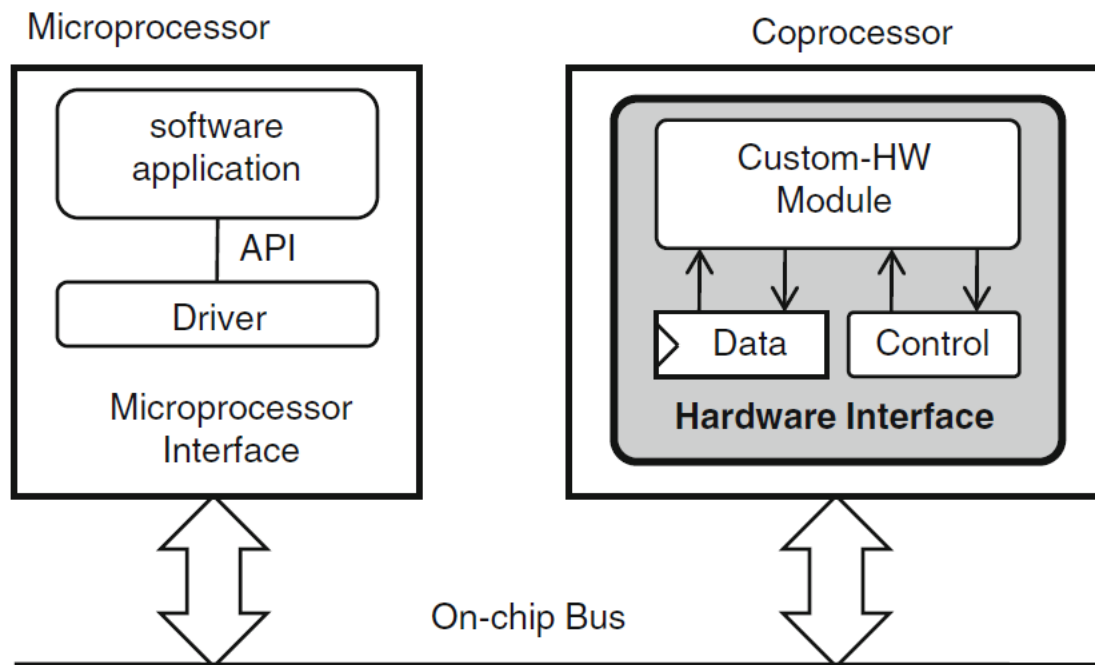 Microprocessor
software
application
API
Driver
Microprocessor
Interface
Coprocessor
Custom-HW
Module
Data
Control
Hardware Interface
On-chip Bus